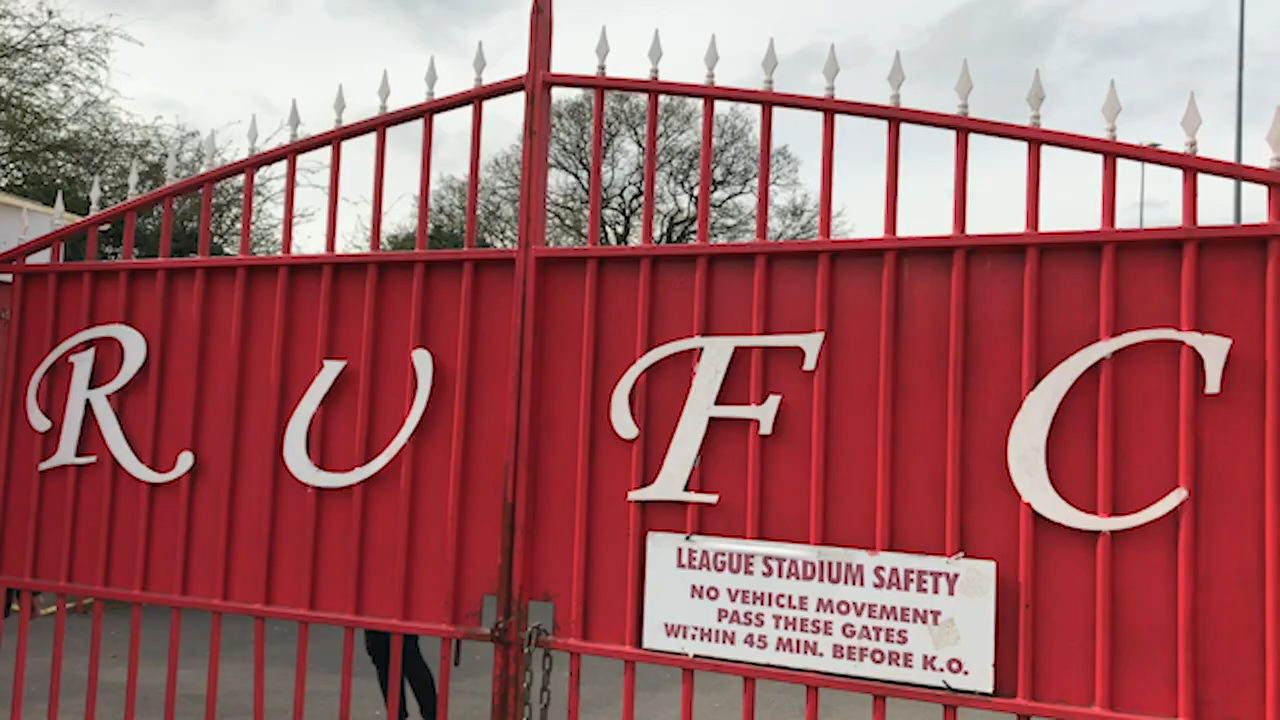 R U F C
LEAGUE STADIUM SAFETY
NO VEHICLE MOVEMENT
PASS THESE GATES
WITHIN 45 MIN. BEFORE K.O.